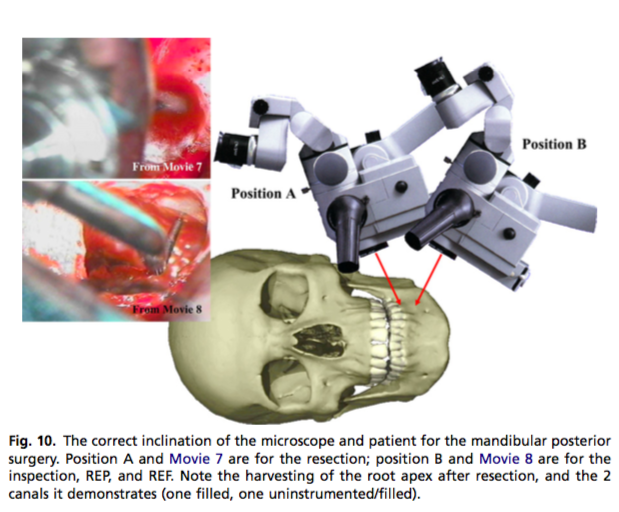 From Movie 7
Position A
Position B
From Movie 8
Fig. 10. The correct inclination of the microscope and patient for the mandibular posterior
surgery. Position A and Movie 7 are for the resection; position B and Movie 8 are for the
inspection, REP, and REF. Note the harvesting of the root apex after resection, and the 2
canals it demonstrates (one filled, one uninstrumented/filled).